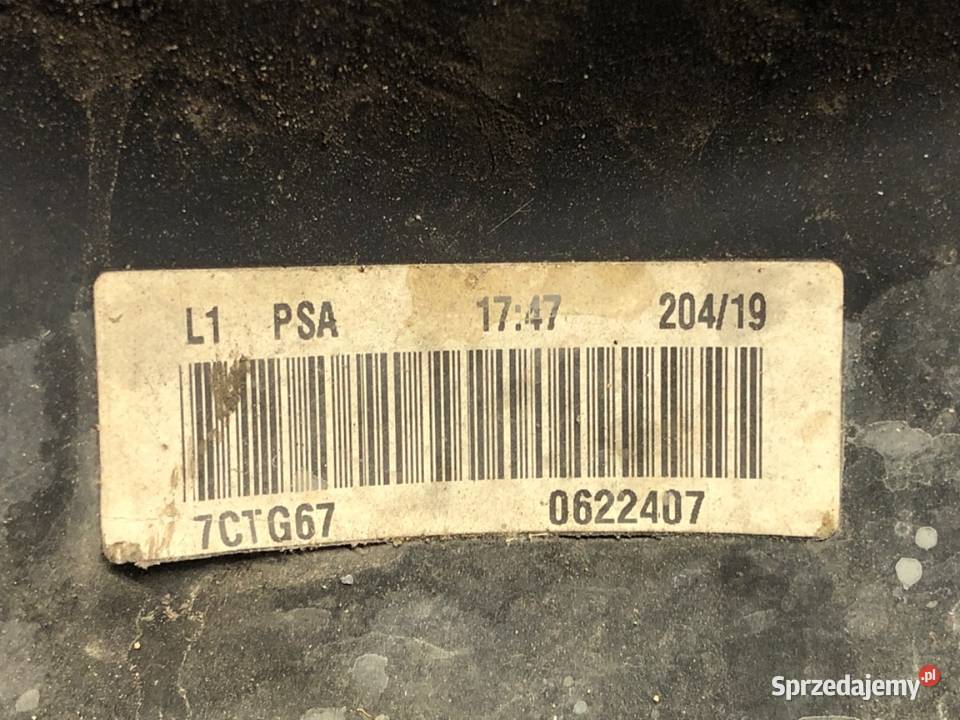 L1 PSA 17:47 204/19
7CTG67 0622407
Sprzedajemy.pl